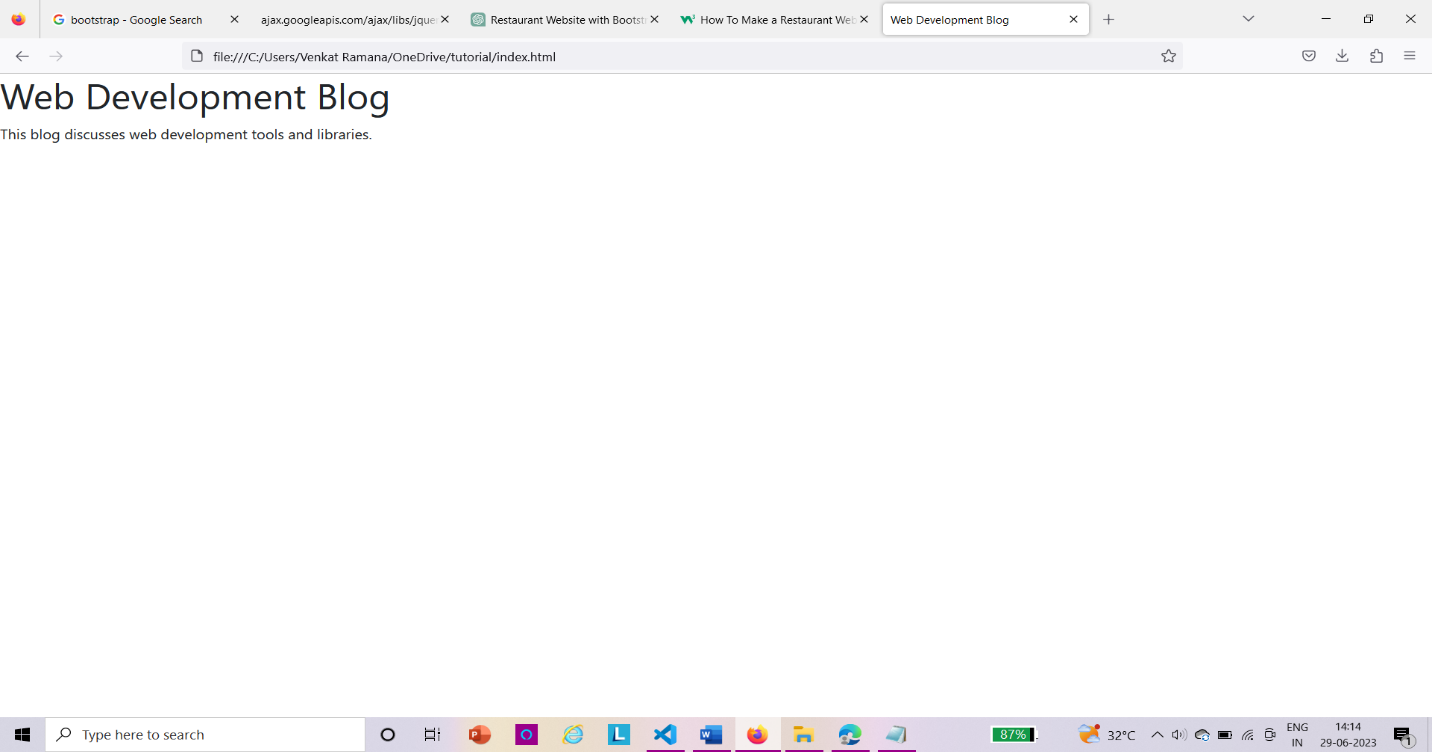 bootstrap - Google Search
ajax.googleapis.com/ajax/libs/jque
Restaurant Website with Bootst
How To Make a Restaurant Web
Web Development Blog
file:///C:/Users/Venkat Ramana/OneDrive/tutorial/index.html
Web Development Blog
This blog discusses web development tools and libraries.
Type here to search
87%
32°C
ENG
IN
14:14
29-06-2023
1